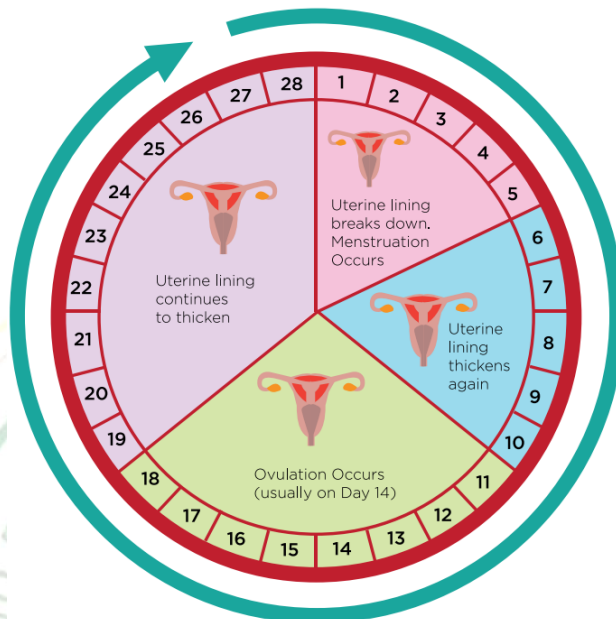 1
2
3
4
5
6
7
8
9
10
11
12
13
14
15
16
17
18
19
20
21
22
23
24
25
26
27
28
Uterine lining
breaks down.
Menstruation
Occurs
Uterine
lining
thickens
again
Ovulation Occurs
(usually on Day 14)
Uterine lining
continues
to thicken